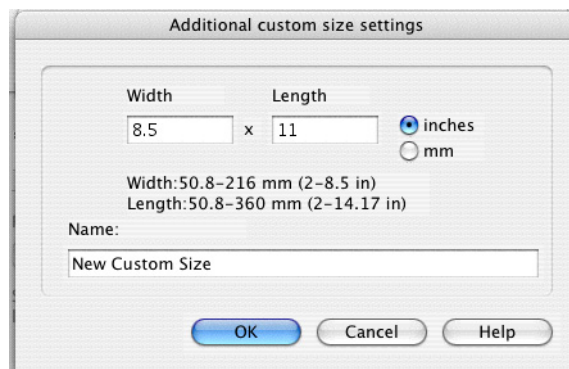 Additional custom size settings
Width Length
8.5 x 11 inches
mm
Width:50.8-216 mm (2-8.5 in)
Length:50.8-360 mm (2-14.17 in)
Name:
New Custom Size
OK Cancel Help